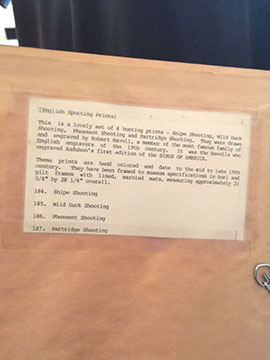 [English Sporting Prints]
This is a lovely set of 4 hunting prints - Snipe Shooting, Wild Duck
Shooting, Pheasant Shooting and Partridge Shooting. They were drawn
and engraved by Robert Havell, a member of the most famous family of
English engravers of the 19th century. It was the Havells who
engraved Audubon's first edition of the BIRDS OF AMERICA.
These prints are hand colored and date to the mid to late 19th
century. They have been framed to museum specifications in burl and
gilt frames with lined, marbled mats, measuring approximately 23
3/4" by 20 1/4" overall.
184. Snipe Shooting
185. Wild Duck Shooting
186. Pheasant Shooting
187. Partridge Shooting